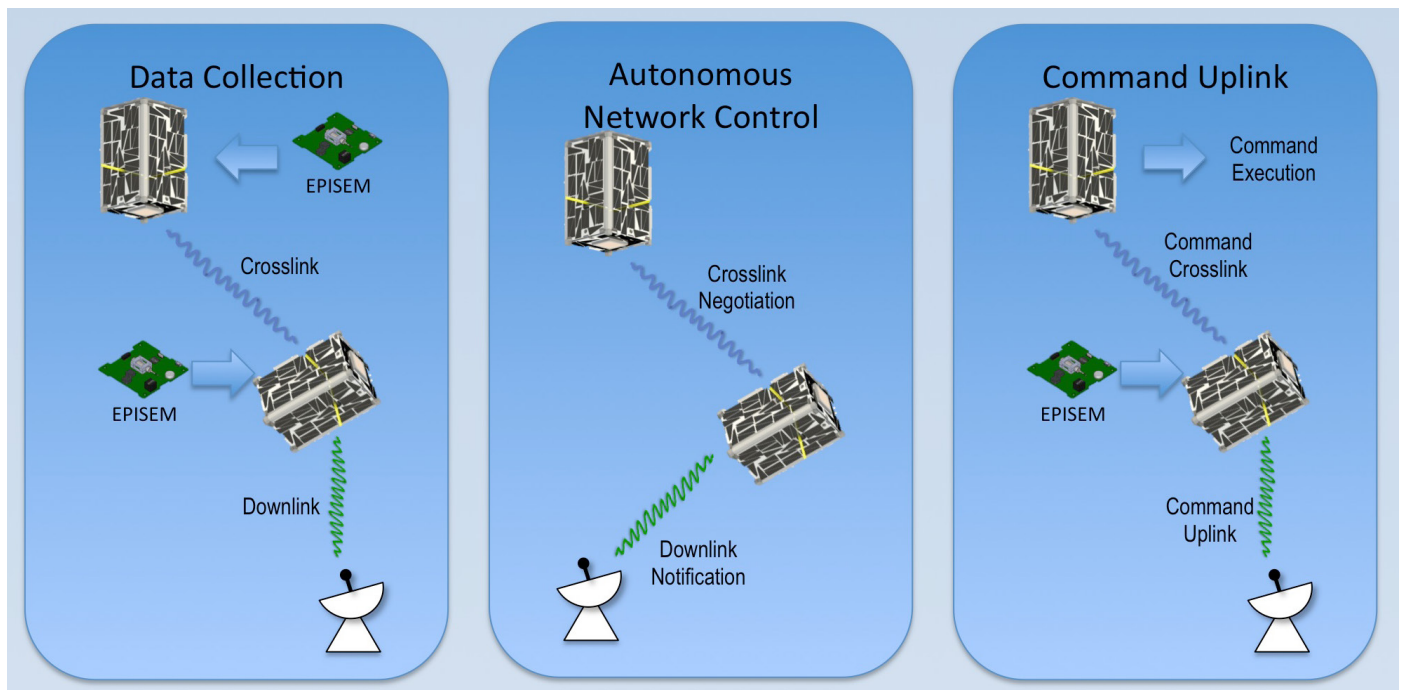 Data Collection
EPISEM
Crosslink
EPISEM
Downlink
Autonomous
Network Control
Crosslink
Negotiation
Downlink
Notification
Command Uplink
Command
Execution
Command
Crosslink
EPISEM
Command
Uplink